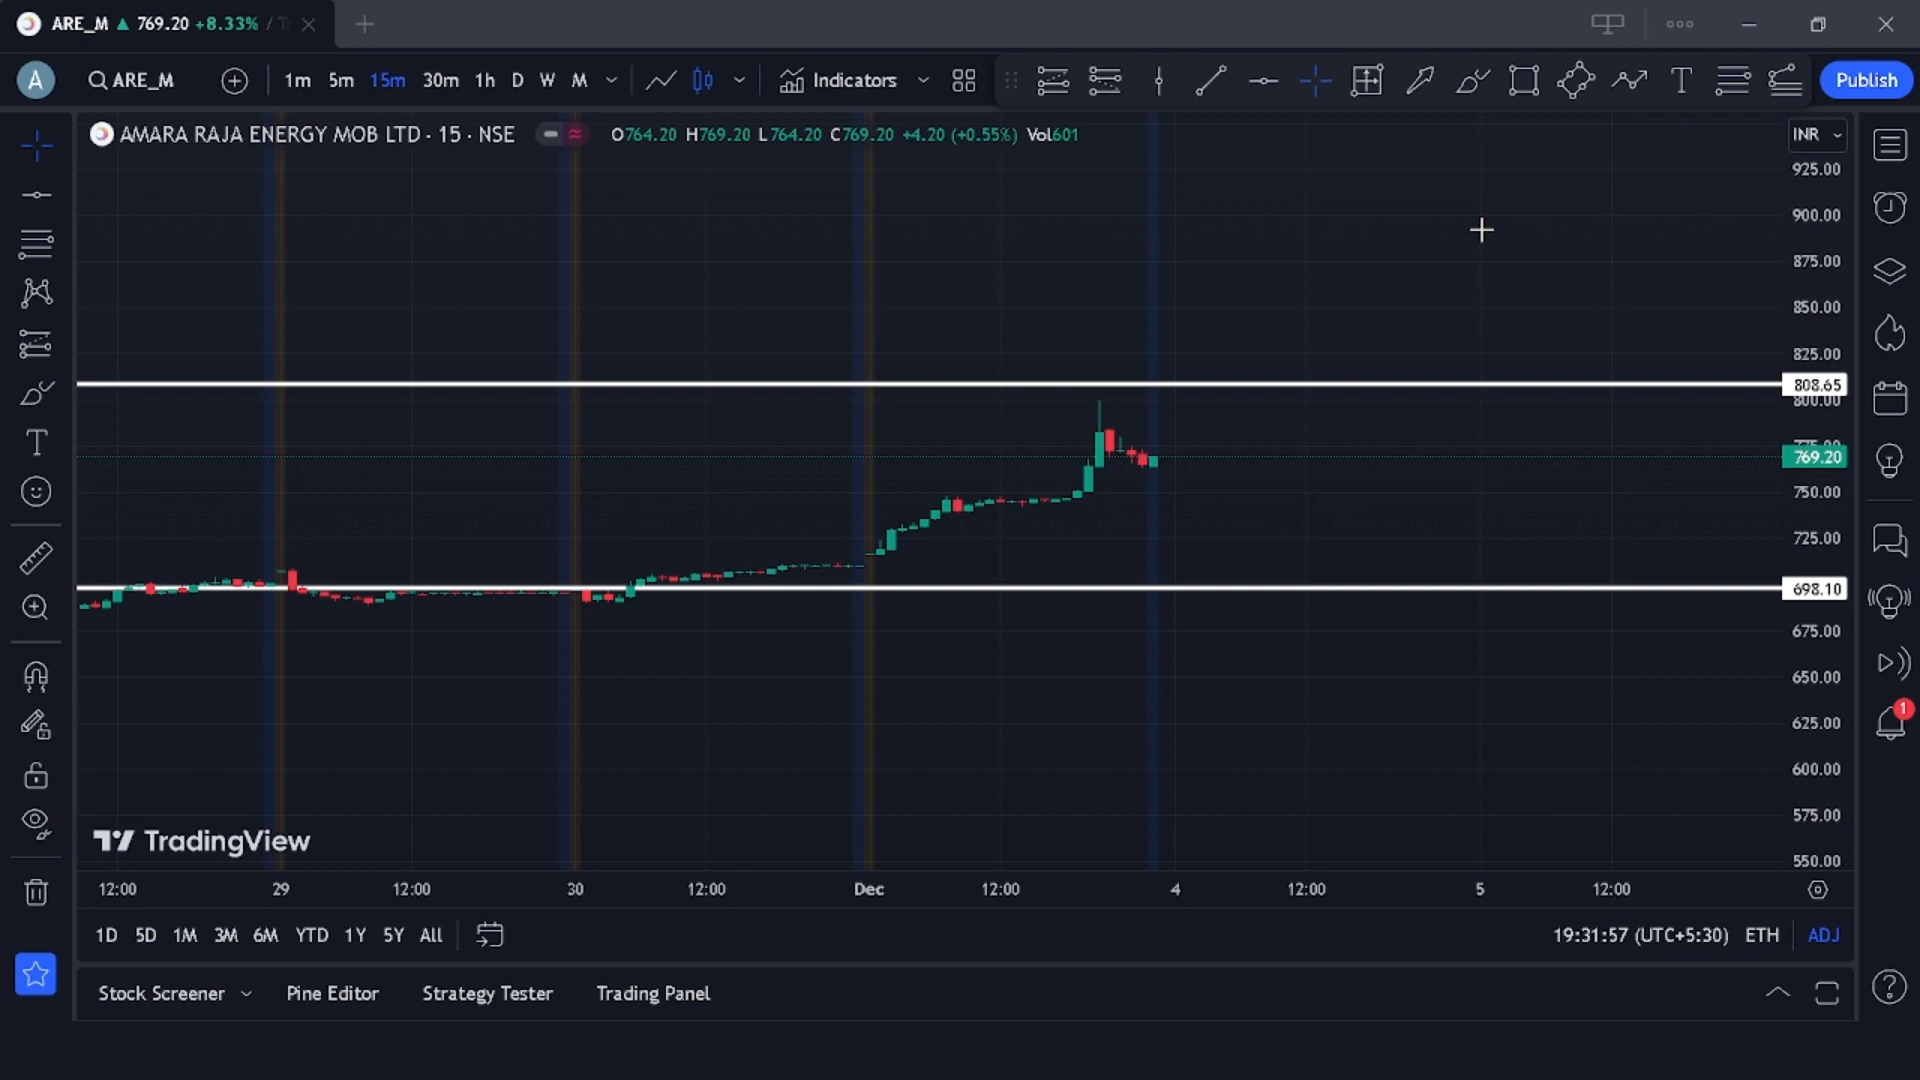 ARE_M ▲ 769.20 +8.33% /
A ARE_M 1m 5m 15m 30m 1h D W M Indicators T Publish
AMARA RAJA ENERGY MOB LTD · 15 · NSE O764.20 H769.20 L764.20 C769.20 +4.20 (+0.55%) Vol601 INR
925.00
900.00
875.00
850.00
825.00
808.65
800.00
775.00
769.20
750.00
725.00
698.10
675.00
650.00
625.00
600.00
575.00
550.00
1
TradingView
12:00 29 12:00 30 12:00 Dec 12:00 4 12:00 5 12:00
1D 5D 1M 3M 6M YTD 1Y 5Y All 19:31:57 (UTC+5:30) ETH ADJ
Stock Screener Pine Editor Strategy Tester Trading Panel